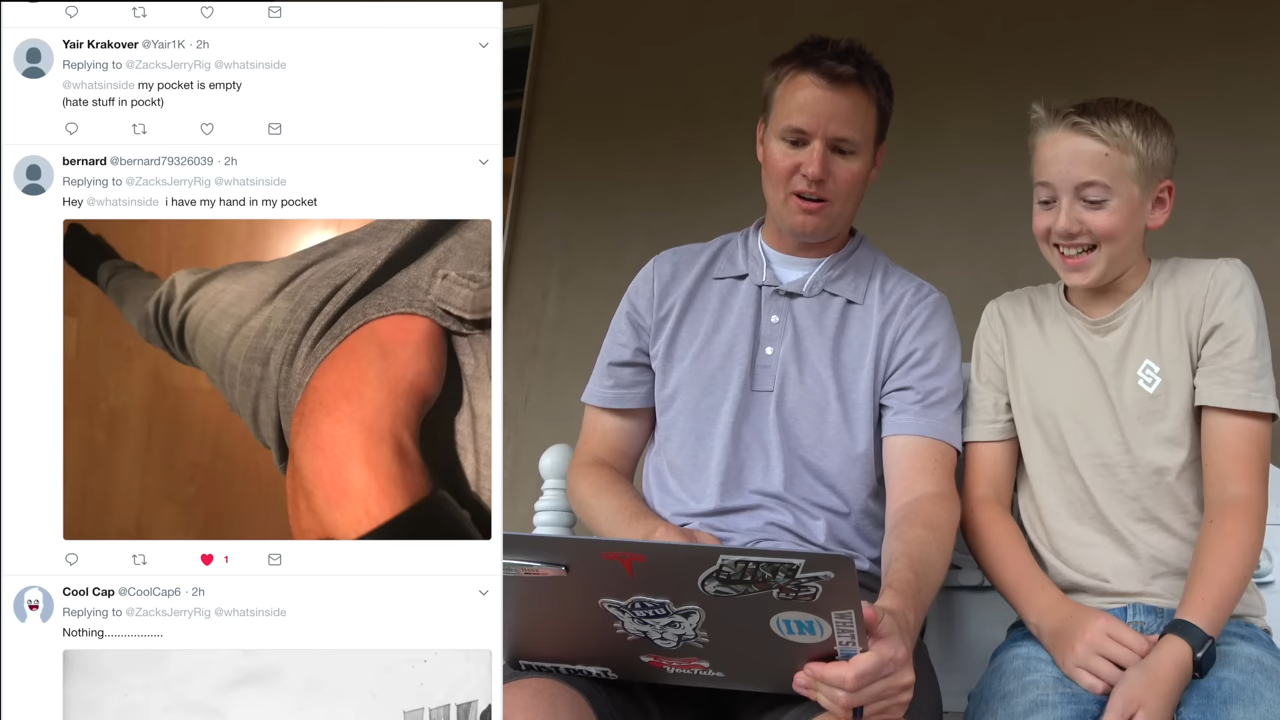 Yair Krakover @Yair1K · 2h
Replying to @ZacksJerryRig @whatsinside
@whatsinside my pocket is empty
(hate stuff in pockt)
bernard @bernard79326039 · 2h
Replying to @ZacksJerryRig @whatsinside
Hey @whatsinside i have my hand in my pocket
1
Cool Cap @CoolCap6 · 2h
Replying to @ZacksJerryRig @whatsinside
Nothing..................
BYU
IN
WHAT'S
YouTube